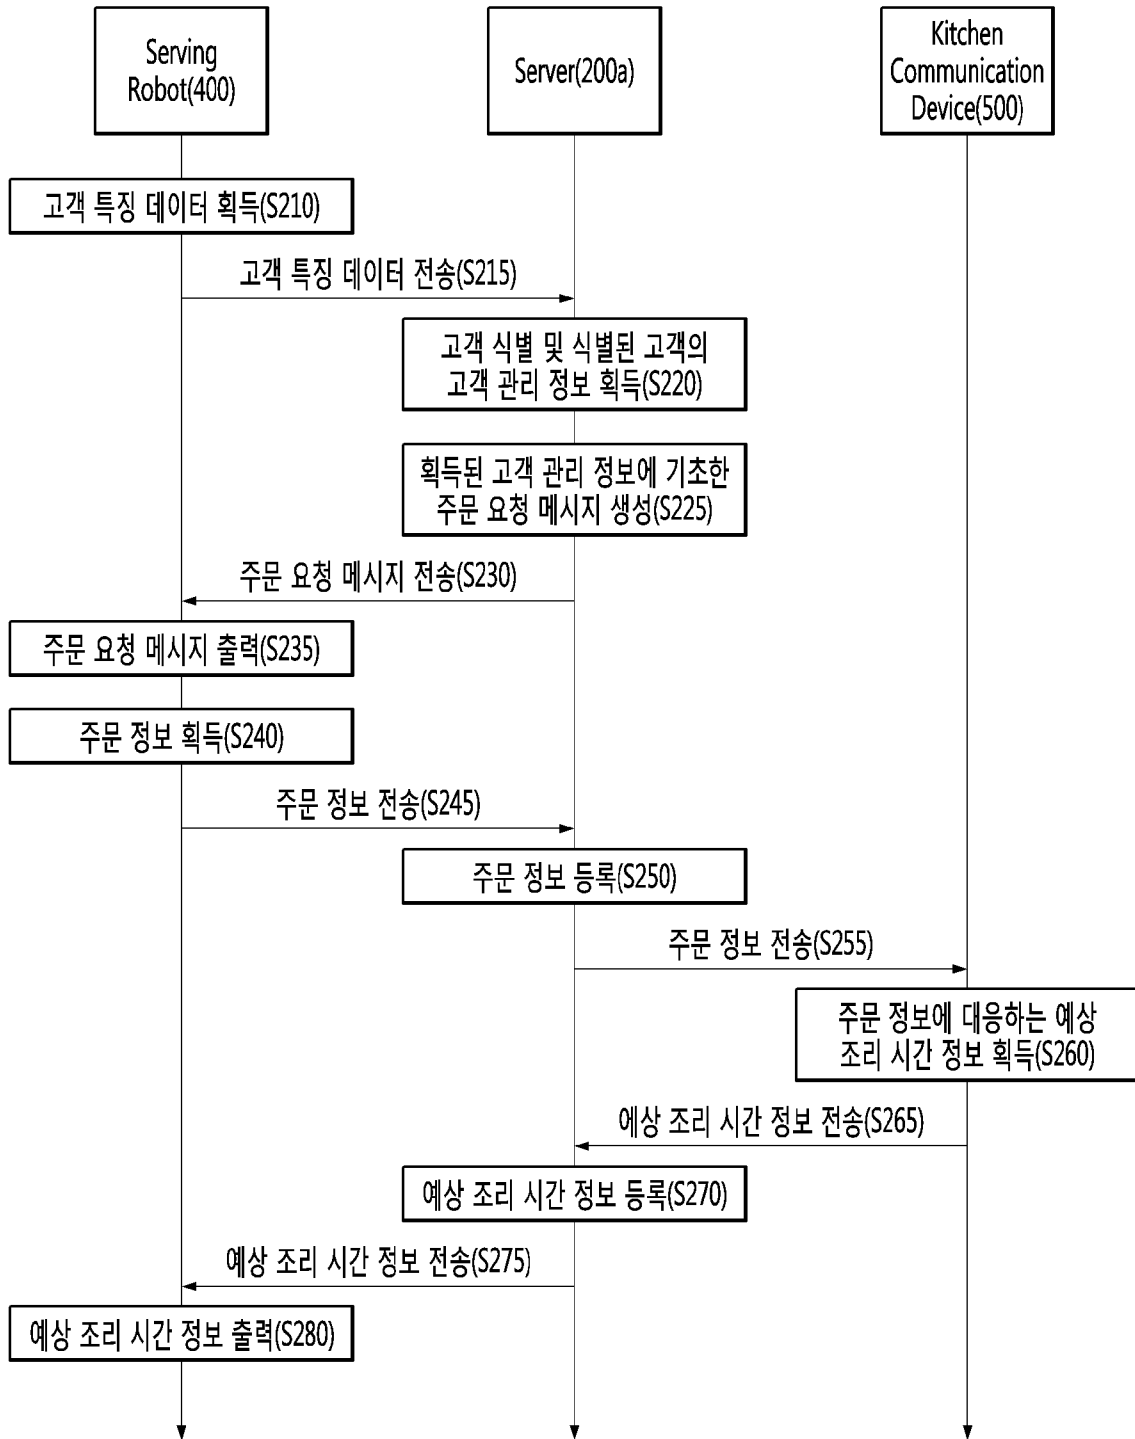 Serving
Robot(400)
Server(200a)
Kitchen
Communication
Device(500)
고객 특징 데이터 획득(S210)
고객 특징 데이터 전송(S215)
고객 식별 및 식별된 고객의
고객 관리 정보 획득(S220)
획득된 고객 관리 정보에 기초한
주문 요청 메시지 생성(S225)
주문 요청 메시지 전송(S230)
주문 요청 메시지 출력(S235)
주문 정보 획득(S240)
주문 정보 전송(S245)
주문 정보 등록(S250)
주문 정보 전송(S255)
주문 정보에 대응하는 예상
조리 시간 정보 획득(S260)
에상 조리 시간 정보 전송(S265)
예상 조리 시간 정보 등록(S270)
예상 조리 시간 정보 전송(S275)
예상 조리 시간 정보 출력(S280)